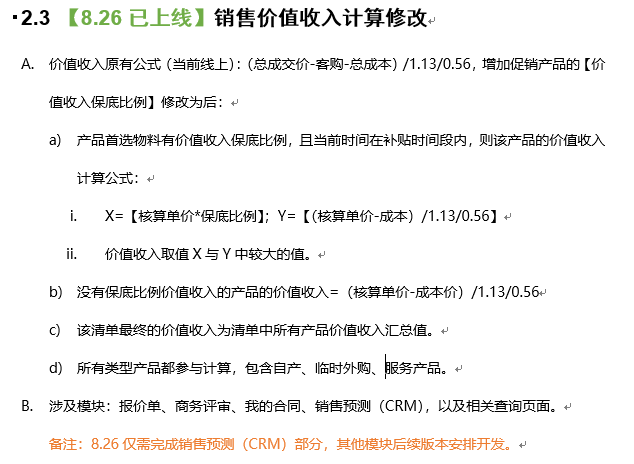 2.3 【8.26 已上线】销售价值收入计算修改
A. 价值收入原有公式（当前线上）：（总成交价-客购-总成本）/1.13/0.56，增加促销产品的【价
值收入保底比例】修改为后：
a) 产品首选物料有价值收入保底比例，且当前时间在补贴时间段内，则该产品的价值收入
计算公式：
i. X=【核算单价*保底比例】；Y=【（核算单价-成本）/1.13/0.56】
ii. 价值收入取值 X 与 Y 中较大的值。
b) 没有保底比例价值收入的产品的价值收入=（核算单价-成本价）/1.13/0.56
c) 该清单最终的价值收入为清单中所有产品价值收入汇总值。
d) 所有类型产品都参与计算，包含自产、临时外购、服务产品。
B. 涉及模块：报价单、商务评审、我的合同、销售预测（CRM），以及相关查询页面。
备注：8.26 仅需完成销售预测（CRM）部分，其他模块后续版本安排开发。